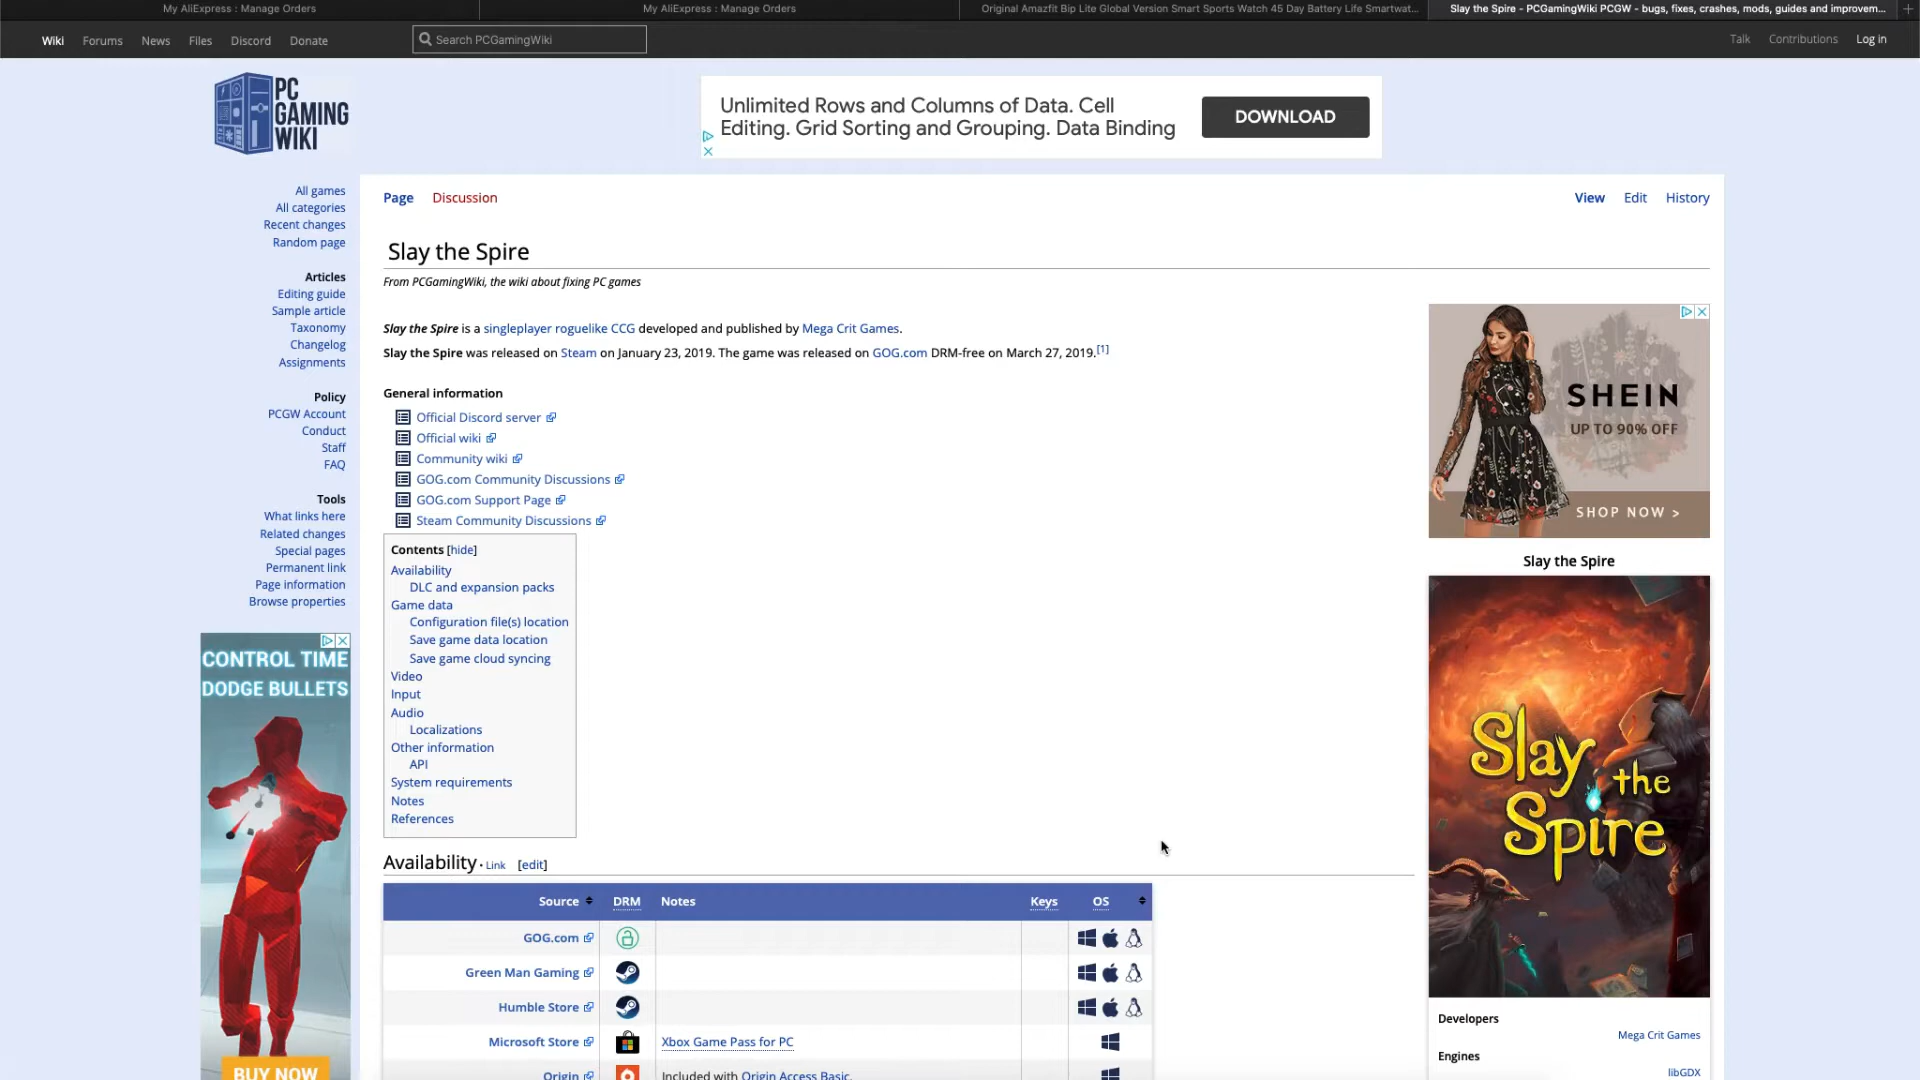 My AliExpress : Manage Orders
My AliExpress : Manage Orders
Original Amazfit Bip Lite Global Version Smart Sports Watch 45 Day Battery Life Smartwat...
Slay the Spire - PCGamingWiki PCGW - bugs, fixes, crashes, mods, guides and improvem...
Wiki
Forums
News
Files
Discord
Donate
Search PCGamingWiki
Talk
Contributions
Log in
PC
GAMING
WIKI
Unlimited Rows and Columns of Data. Cell
Editing. Grid Sorting and Grouping. Data Binding
DOWNLOAD
All games
All categories
Recent changes
Random page
Articles
Editing guide
Sample article
Taxonomy
Changelog
Assignments
Policy
PCGW Account
Conduct
Staff
FAQ
Tools
What links here
Related changes
Special pages
Permanent link
Page information
Browse properties
CONTROL TIME
DODGE BULLETS
BUY NOW
Page
Discussion
View
Edit
History
Slay the Spire
From PCGamingWiki, the wiki about fixing PC games
Slay the Spire is a singleplayer roguelike CCG developed and published by Mega Crit Games.
Slay the Spire was released on Steam on January 23, 2019. The game was released on GOG.com DRM-free on March 27, 2019.[1]
General information
Official Discord server
Official wiki
Community wiki
GOG.com Community Discussions
GOG.com Support Page
Steam Community Discussions
Contents [hide]
Availability
DLC and expansion packs
Game data
Configuration file(s) location
Save game data location
Save game cloud syncing
Video
Input
Audio
Localizations
Other information
API
System requirements
Notes
References
Availability · Link [edit]
Source DRM Notes Keys OS
GOG.com
Green Man Gaming
Humble Store
Microsoft Store Xbox Game Pass for PC
Origin Included with Origin Access Basic.
SHEIN
UP TO 90% OFF
SHOP NOW >
Slay the Spire
Slay
the
Spire
Developers
Mega Crit Games
Engines
libGDX